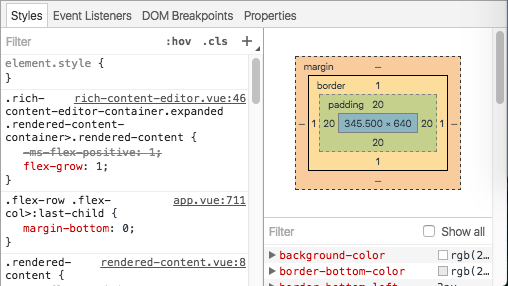 Styles Event Listeners DOM Breakpoints Properties
Filter :hov .cls +
element.style {
}
.rich- rich-content-editor.vue:46
content-editor-container.expanded
.rendered-content-
container>.rendered-content {
-ms-flex-positive: 1;
flex-grow: 1;
}
.flex-row .flex- app.vue:711
col>:last-child {
margin-bottom: 0;
}
.rendered- rendered_content.vue:8
content {
margin –
border 1
padding 20
– 1 20 345.500 × 640 20 1 –
20
1
–
Filter Show all
background-color rgb(2…
border-bottom-color rgb(2…